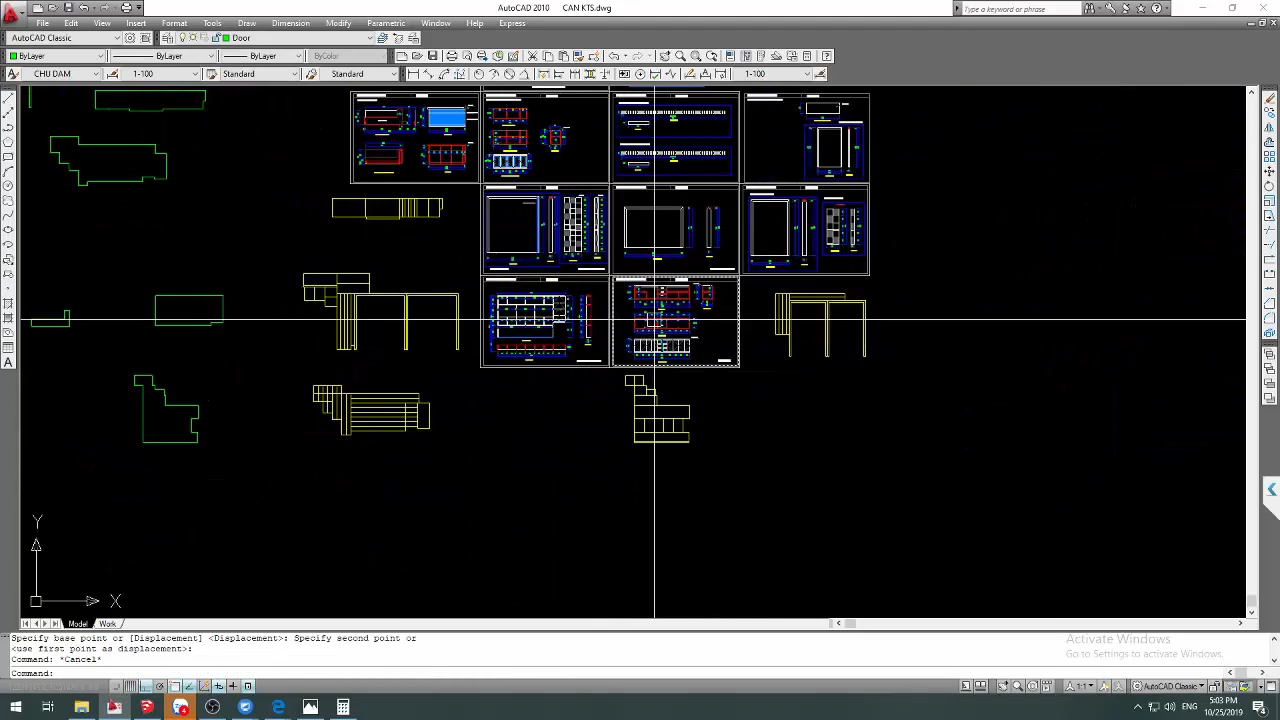 AutoCAD 2010 CAN KTS.dwg
Type a keyword or phrase
File Edit View Insert Format Tools Draw Dimension Modify Parametric Window Help Express
AutoCAD Classic Door
ByLayer ByLayer ByLayer ByColor
CHU DAM 1-100 Standard Standard 1-100
Y
X
Model Work
Specify base point or [Displacement] <Displacement>: Specify second point or
<use first point as displacement>:
Command: *Cancel*
Command:
Activate Windows
Go to Settings to activate Windows.
1:1 AutoCAD Classic
ENG 5:03 PM
10/25/2019